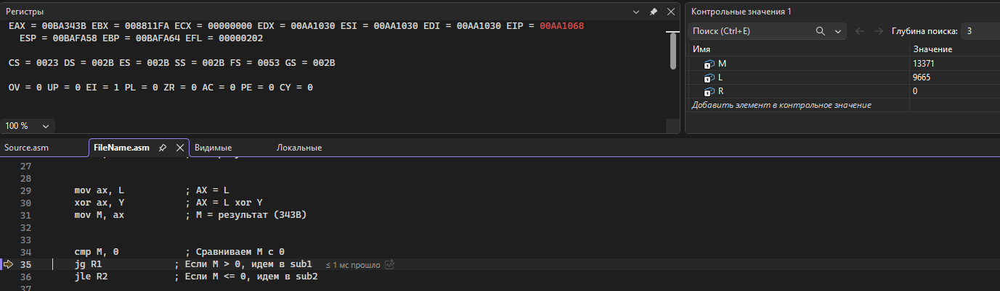 Регистры
EAX = 00BA343B EBX = 008811FA ECX = 00000000 EDX = 00AA1030 ESI = 00AA1030 EDI = 00AA1030 EIP = 00AA1068
ESP = 00BAFA58 EBP = 00BAFA64 EFL = 00000202
CS = 0023 DS = 002B ES = 002B SS = 002B FS = 0053 GS = 002B
OV = 0 UP = 0 EI = 1 PL = 0 ZR = 0 AC = 0 PE = 0 CY = 0
100 %
Контрольные значения 1
Поиск (Ctrl+E) Глубина поиска: 3
Имя Значение
M 13371
L 9665
R 0
Добавить элемент в контрольное значение
Source.asm FileName.asm Видимые Локальные
27
28
29 mov ax, L ; AX = L
30 xor ax, Y ; AX = L xor Y
31 mov M, ax ; M = результат (343B)
32
33
34 cmp M, 0 ; Сравниваем M с 0
35 jg R1 ; Если M > 0, идем в sub1 ≤ 1 мс прошло
36 jle R2 ; Если M <= 0, идем в sub2
37